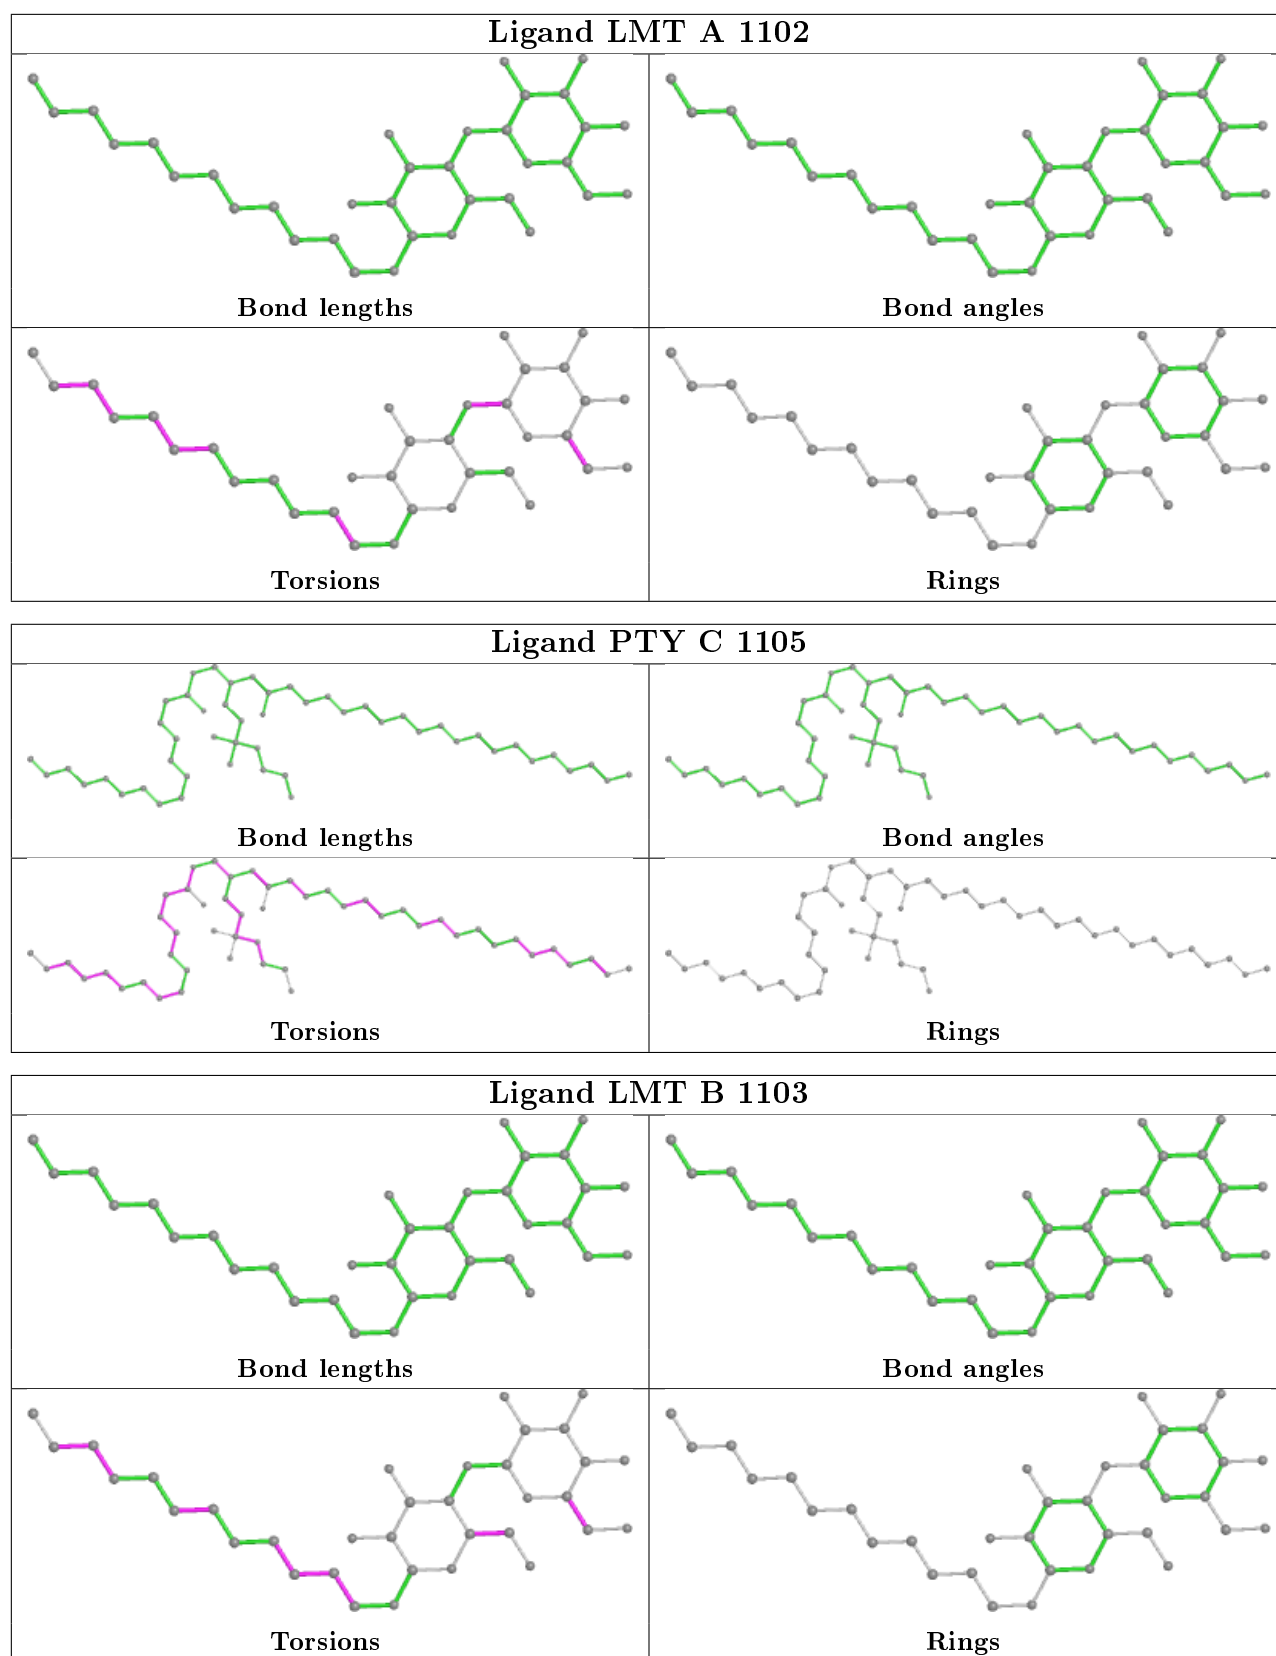 Ligand LMT A 1102
Bond lengths
Bond angles
Torsions
Rings
Ligand PTY C 1105
Bond lengths
Bond angles
Torsions
Rings
Ligand LMT B 1103
Bond lengths
Bond angles
Torsions
Rings